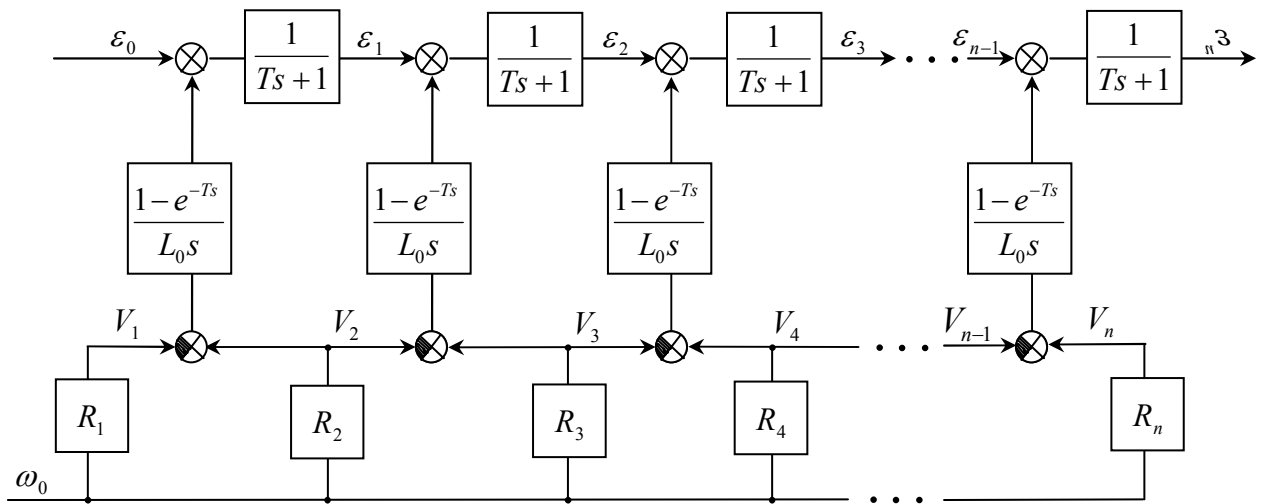 ε₀ 1/(Ts + 1) ε₁ 1/(Ts + 1) ε₂ 1/(Ts + 1) ε₃ . . . εₙ₋₁ 1/(Ts + 1) εₙ
(1 − e^(−Ts))/(L₀s) (1 − e^(−Ts))/(L₀s) (1 − e^(−Ts))/(L₀s) (1 − e^(−Ts))/(L₀s)
V₁ V₂ V₃ V₄ . . . Vₙ₋₁ Vₙ
R₁ R₂ R₃ R₄ Rₙ
ω₀ . . .